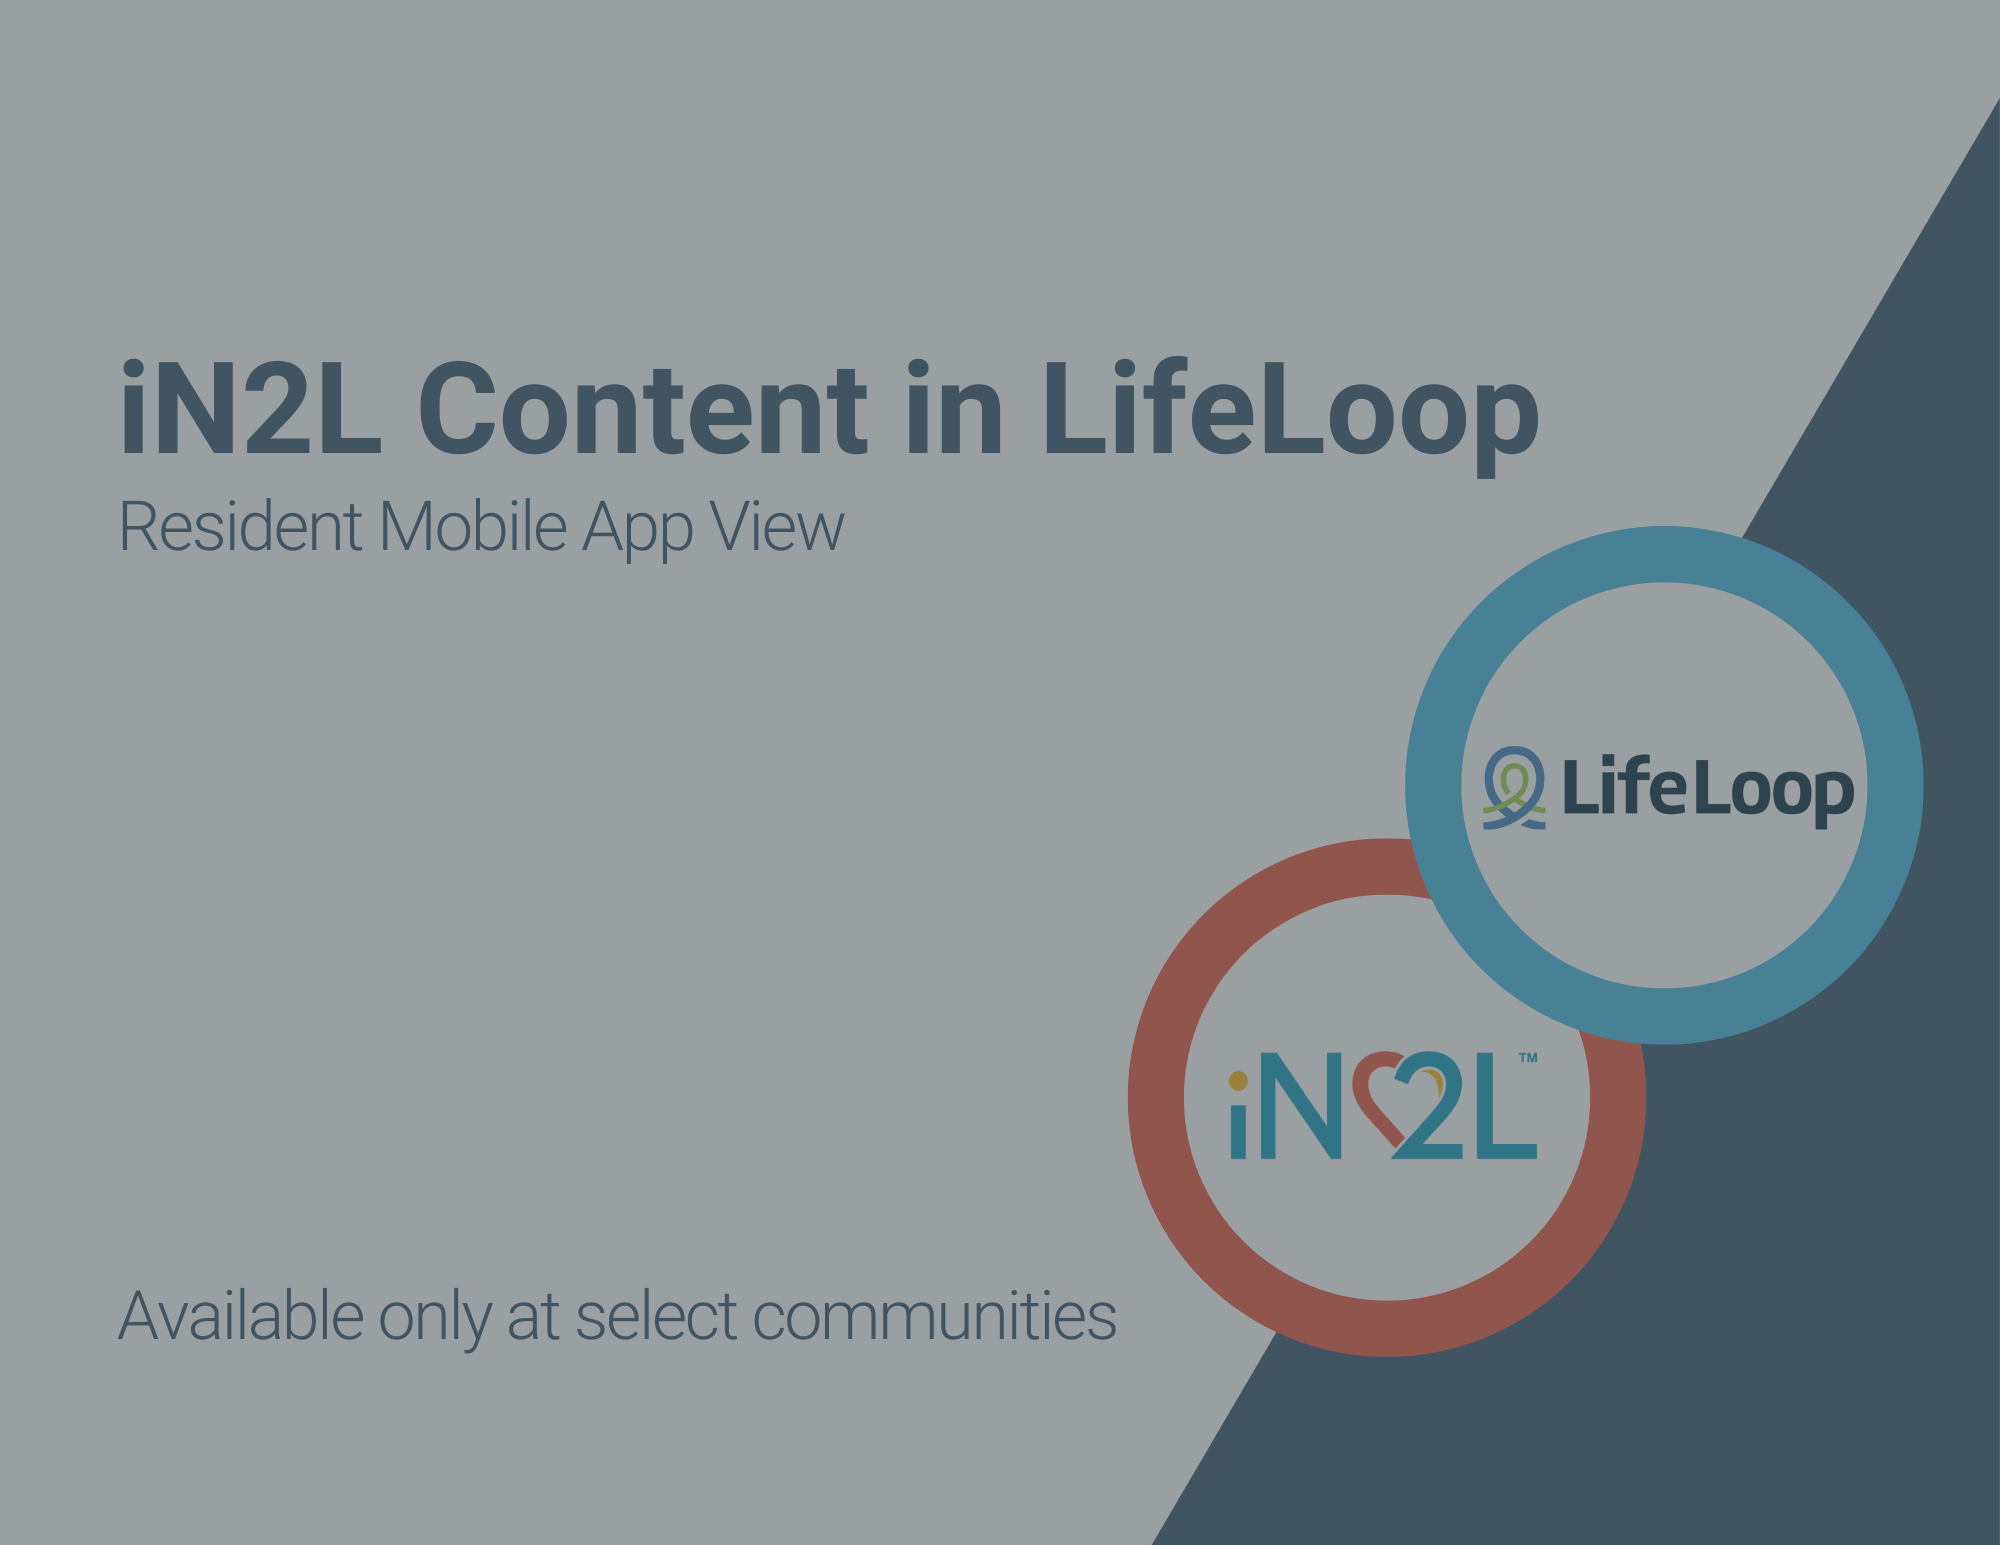 iN2L Content in LifeLoop
Resident Mobile App View
LifeLoop
iN2L™
Available only at select communities